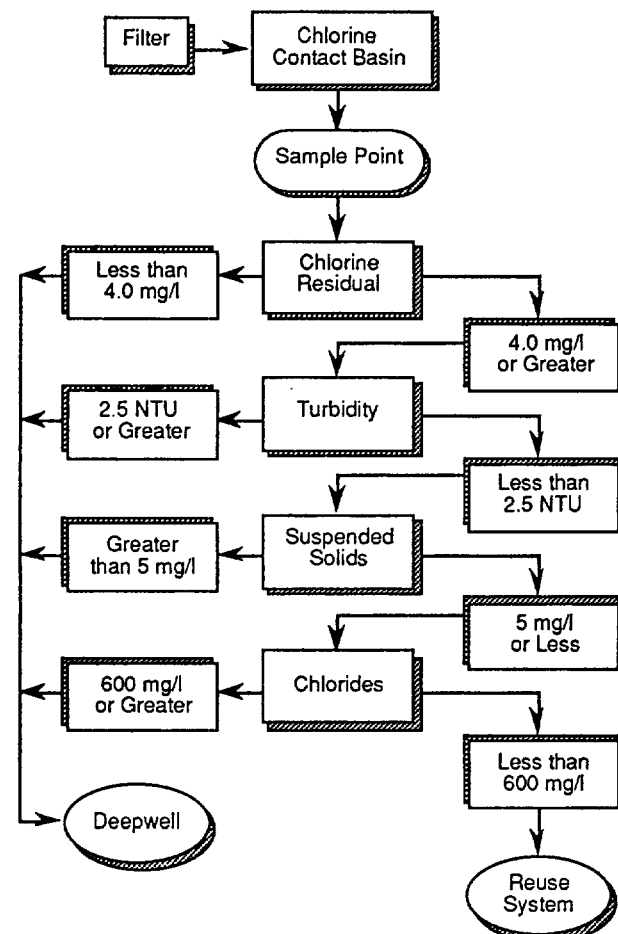 Filter
Chlorine
Contact Basin
Sample Point
Less than
4.0 mg/l
Chlorine
Residual
4.0 mg/l
or Greater
2.5 NTU
or Greater
Turbidity
Less than
2.5 NTU
Greater
than 5 mg/l
Suspended
Solids
5 mg/l
or Less
600 mg/l
or Greater
Chlorides
Less than
600 mg/l
Deepwell
Reuse
System